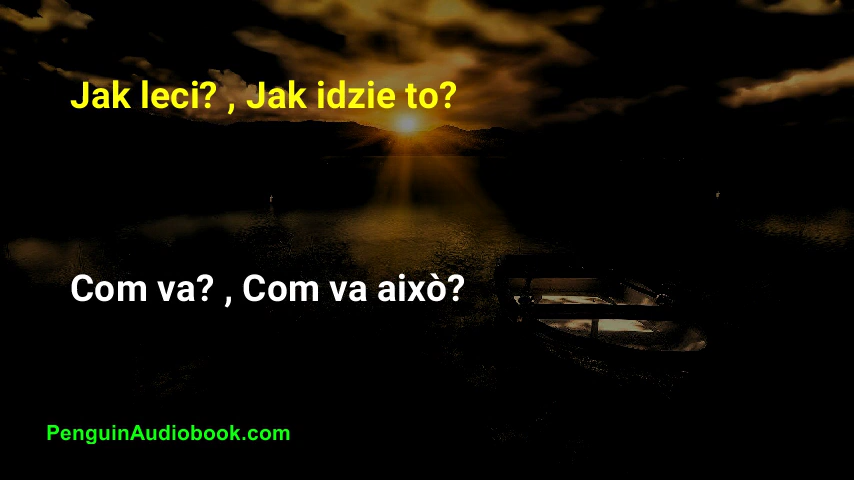 Jak leci? , Jak idzie to?
Com va? , Com va això?
PenguinAudiobook.com